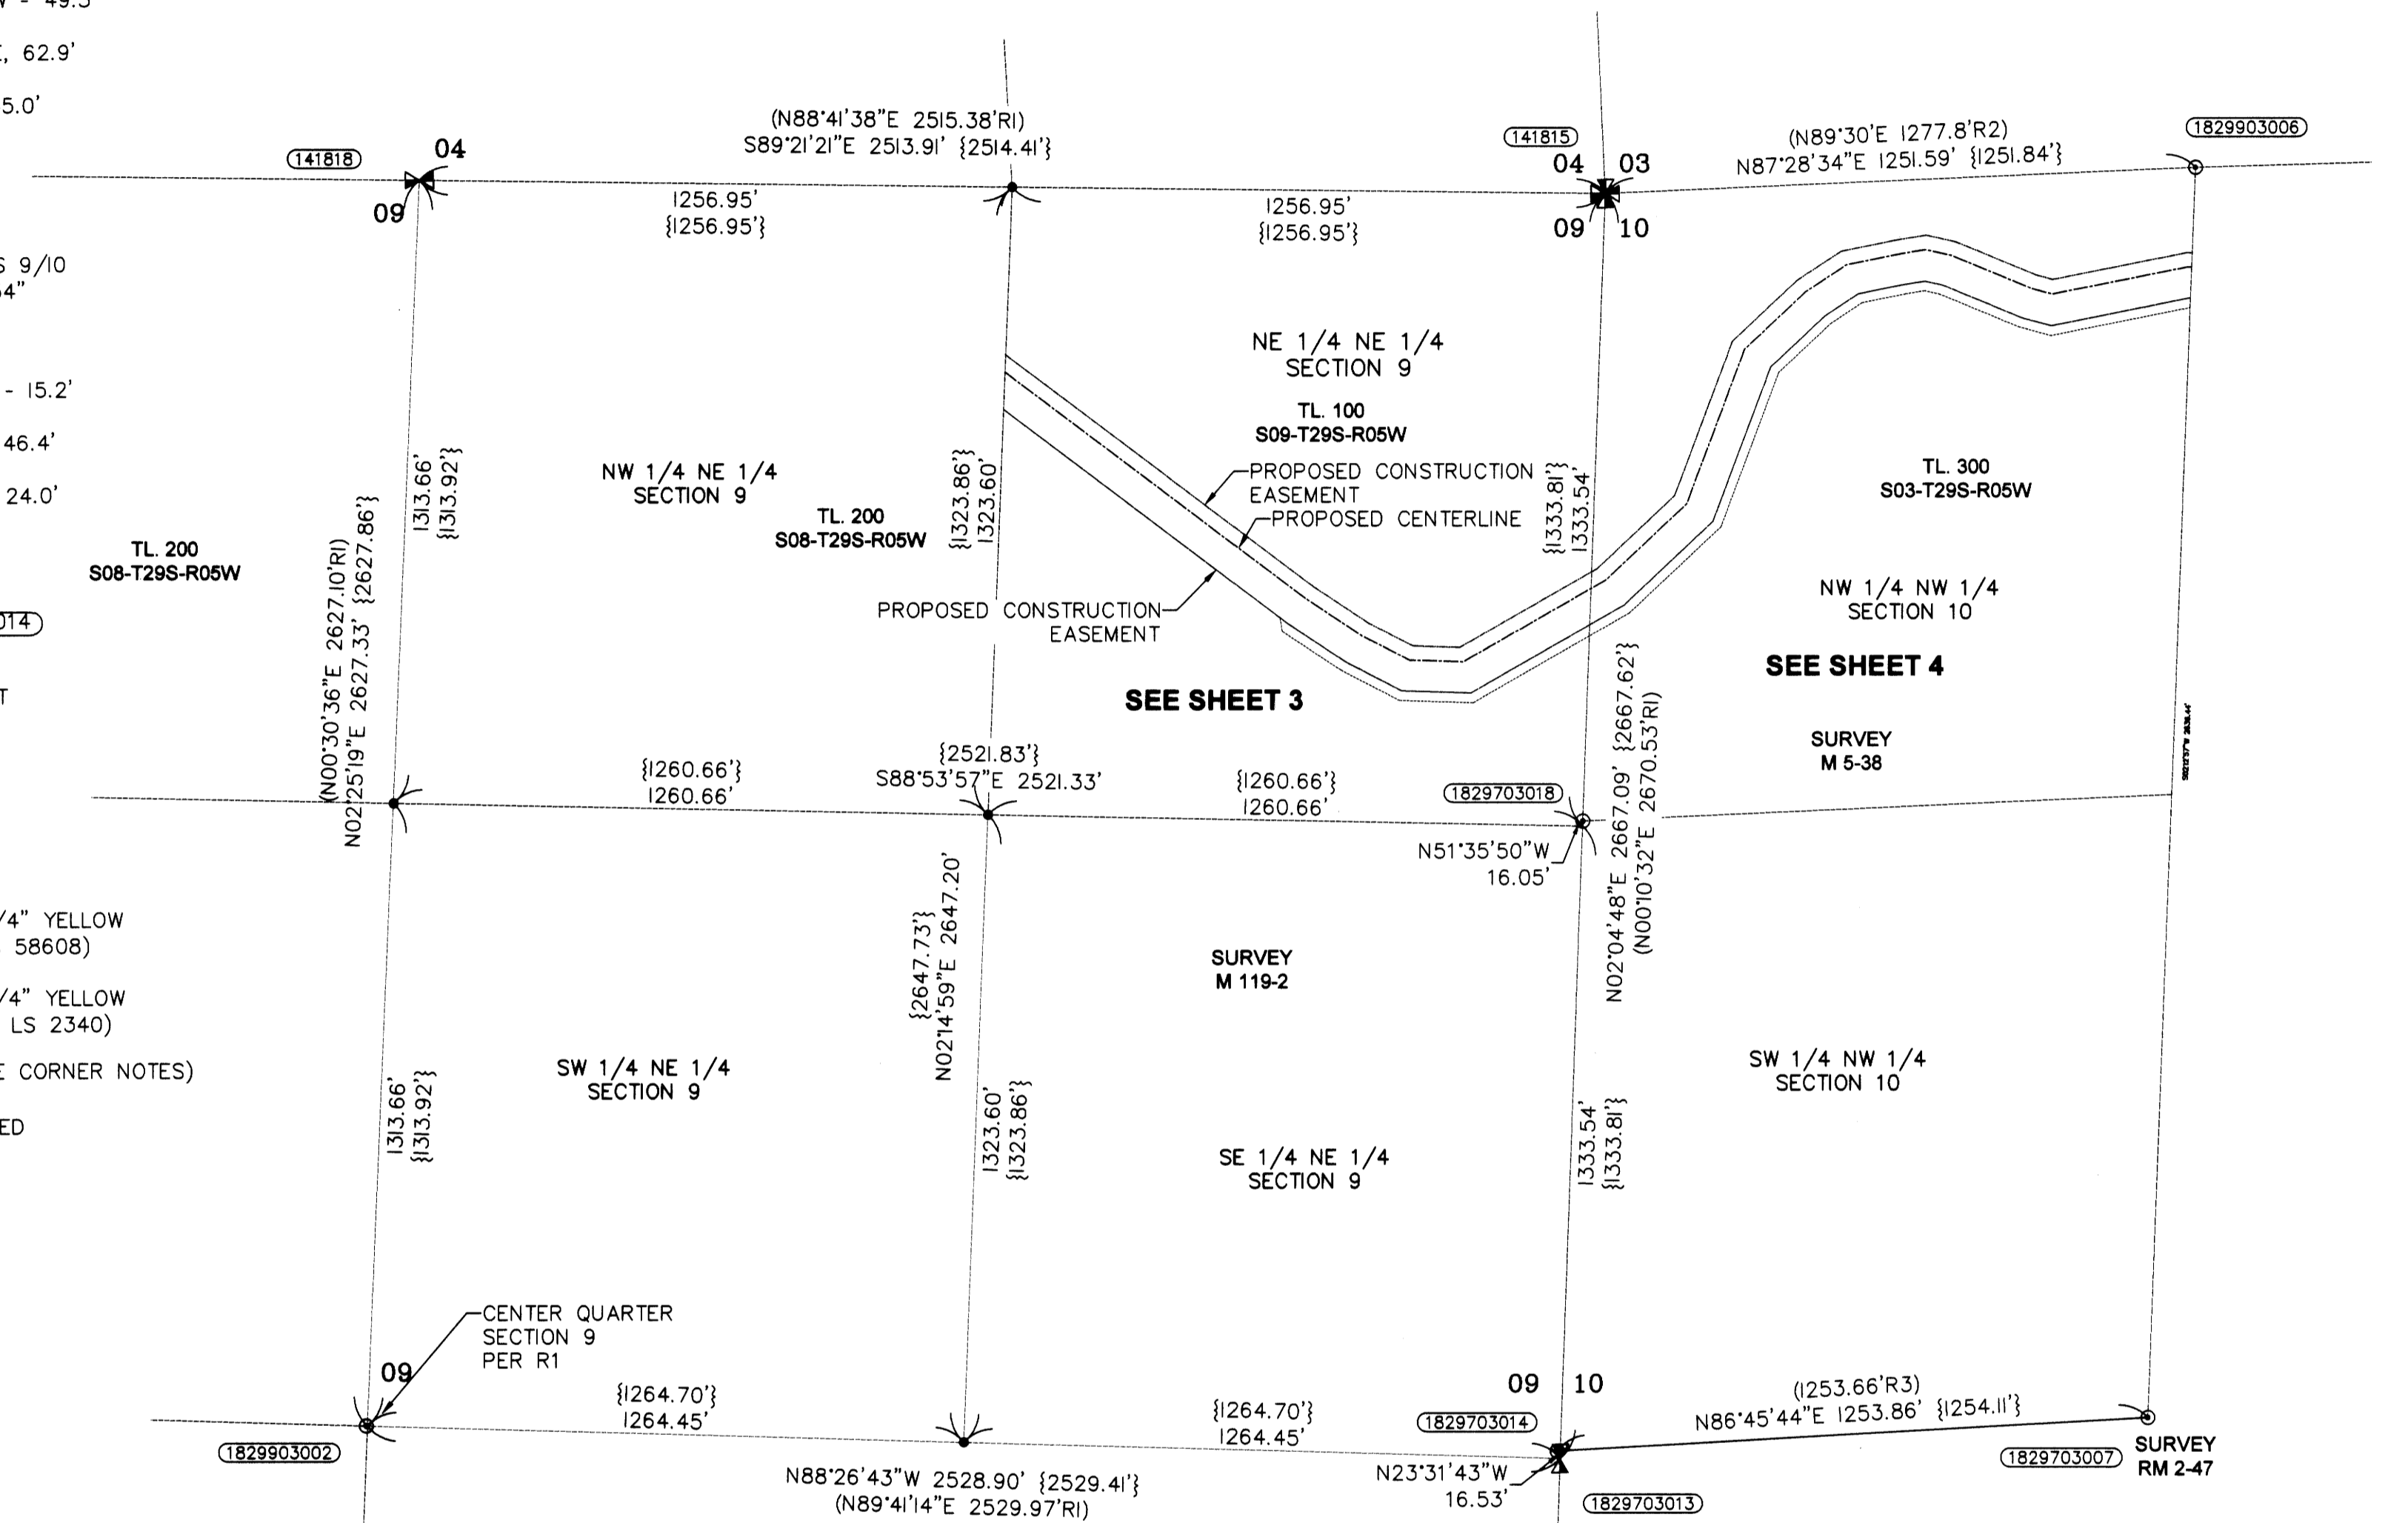 49.5'
, 62.9'
5.0'
S 9/10
4"
- 15.2'
46.4'
24.0'
014
T
/4" YELLOW
58608)
/4" YELLOW
LS 2340)
E CORNER NOTES)
ED
(N88°41'38"E 2515.38'R1)
S89°21'21"E 2513.91' {2514.41'}
141818
04
09
1256.95'
{1256.95'}
1256.95'
{1256.95'}
141815
04 03
09 10
(N89°30'E 1277.8'R2)
N87°28'34"E 1251.59' {1251.84'}
1829903006
NE 1/4 NE 1/4
SECTION 9
TL. 100
S09-T29S-R05W
PROPOSED CONSTRUCTION
EASEMENT
PROPOSED CENTERLINE
PROPOSED CONSTRUCTION
EASEMENT
NW 1/4 NE 1/4
SECTION 9
TL. 200
S08-T29S-R05W
TL. 200
S08-T29S-R05W
(N00°30'36"E 2627.10'R1)
N02°25'19"E 2627.33' {2627.86'}
1313.66'
{1313.92'}
{1323.86'}
1323.60'
{1333.81'}
1333.54'
TL. 300
S03-T29S-R05W
NW 1/4 NW 1/4
SECTION 10
SEE SHEET 4
SURVEY
M 5-38
SEE SHEET 3
{1260.66'}
1260.66'
{2521.83'}
S88°53'57"E 2521.33'
{1260.66'}
1260.66'
1829703018
N51°35'50"W
16.05'
N02°04'48"E 2667.09' {2667.62'}
(N00°10'32"E 2670.53'R1)
{2647.73'}
N02°14'59"E 2647.20'
SURVEY
M 119-2
SW 1/4 NE 1/4
SECTION 9
1313.66'
{1313.92'}
1323.60'
{1323.86'}
SE 1/4 NE 1/4
SECTION 9
1333.54'
{1333.81'}
SW 1/4 NW 1/4
SECTION 10
CENTER QUARTER
SECTION 9
PER R1
09
1829903002
{1264.70'}
1264.45'
{1264.70'}
1264.45'
N88°26'43"W 2528.90' {2529.41'}
(N89°41'14"E 2529.97'R1)
09 10
1829703014
N23°31'43"W
16.53'
1829703013
(1253.66'R3)
N86°45'44"E 1253.86' {1254.11'}
1829703007
SURVEY
RM 2-47